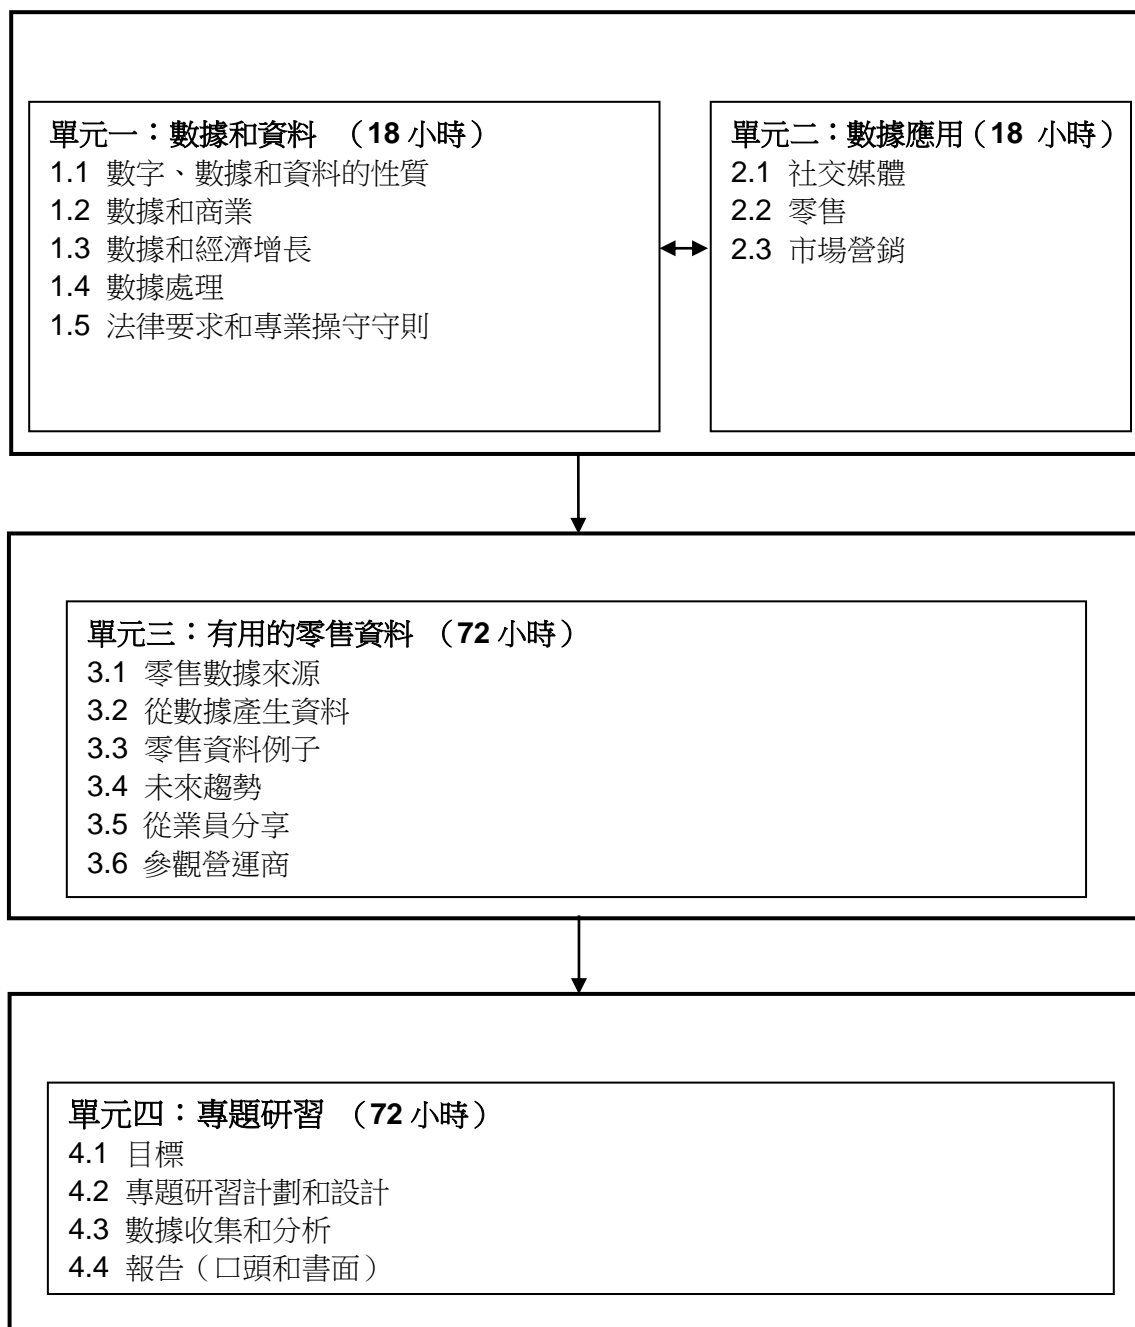 單元一：數據和資料 （18 小時）
1.1 數字、數據和資料的性質
1.2 數據和商業
1.3 數據和經濟增長
1.4 數據處理
1.5 法律要求和專業操守守則
單元二：數據應用（18 小時）
2.1 社交媒體
2.2 零售
2.3 市場營銷
單元三：有用的零售資料 （72 小時）
3.1 零售數據來源
3.2 從數據產生資料
3.3 零售資料例子
3.4 未來趨勢
3.5 從業員分享
3.6 參觀營運商
單元四：專題研習 （72 小時）
4.1 目標
4.2 專題研習計劃和設計
4.3 數據收集和分析
4.4 報告（口頭和書面）